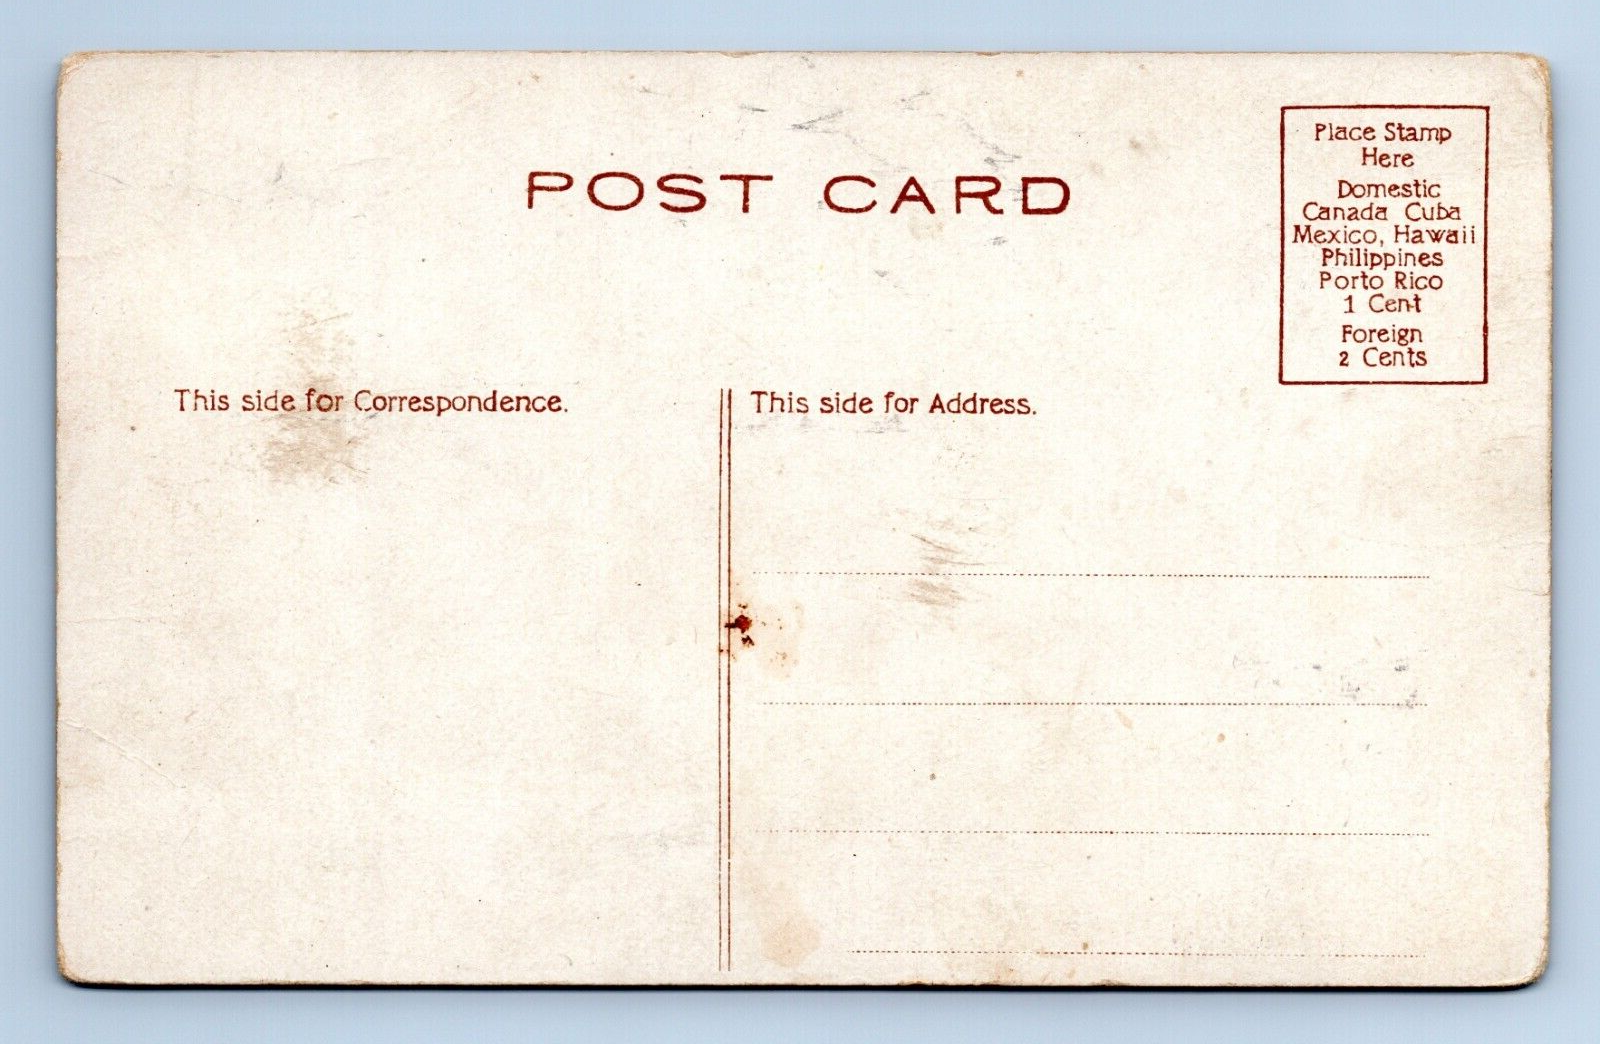 POST CARD
Place Stamp
Here
Domestic
Canada Cuba
Mexico, Hawaii
Philippines
Porto Rico
1 Cent
Foreign
2 Cents
This side for Correspondence.
This side for Address.